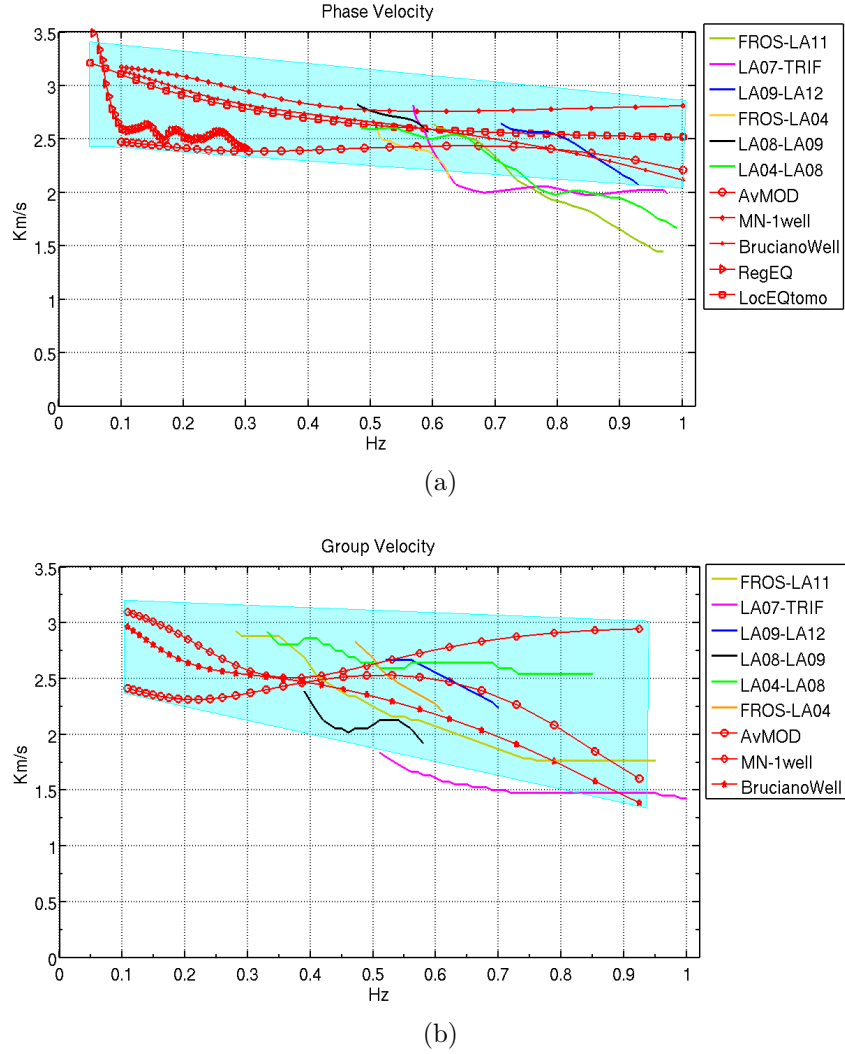 Phase Velocity
3.5
3
2.5
2
1.5
1
0.5
0
Km/s
0 0.1 0.2 0.3 0.4 0.5 0.6 0.7 0.8 0.9 1
Hz
FROS-LA11
LA07-TRIF
LA09-LA12
FROS-LA04
LA08-LA09
LA04-LA08
AvMOD
MN-1well
BrucianoWell
RegEQ
LocEQtomo
(a)
Group Velocity
3.5
3
2.5
2
1.5
1
0.5
0
Km/s
0 0.1 0.2 0.3 0.4 0.5 0.6 0.7 0.8 0.9 1
Hz
FROS-LA11
LA07-TRIF
LA09-LA12
LA08-LA09
LA04-LA08
FROS-LA04
AvMOD
MN-1well
BrucianoWell
(b)